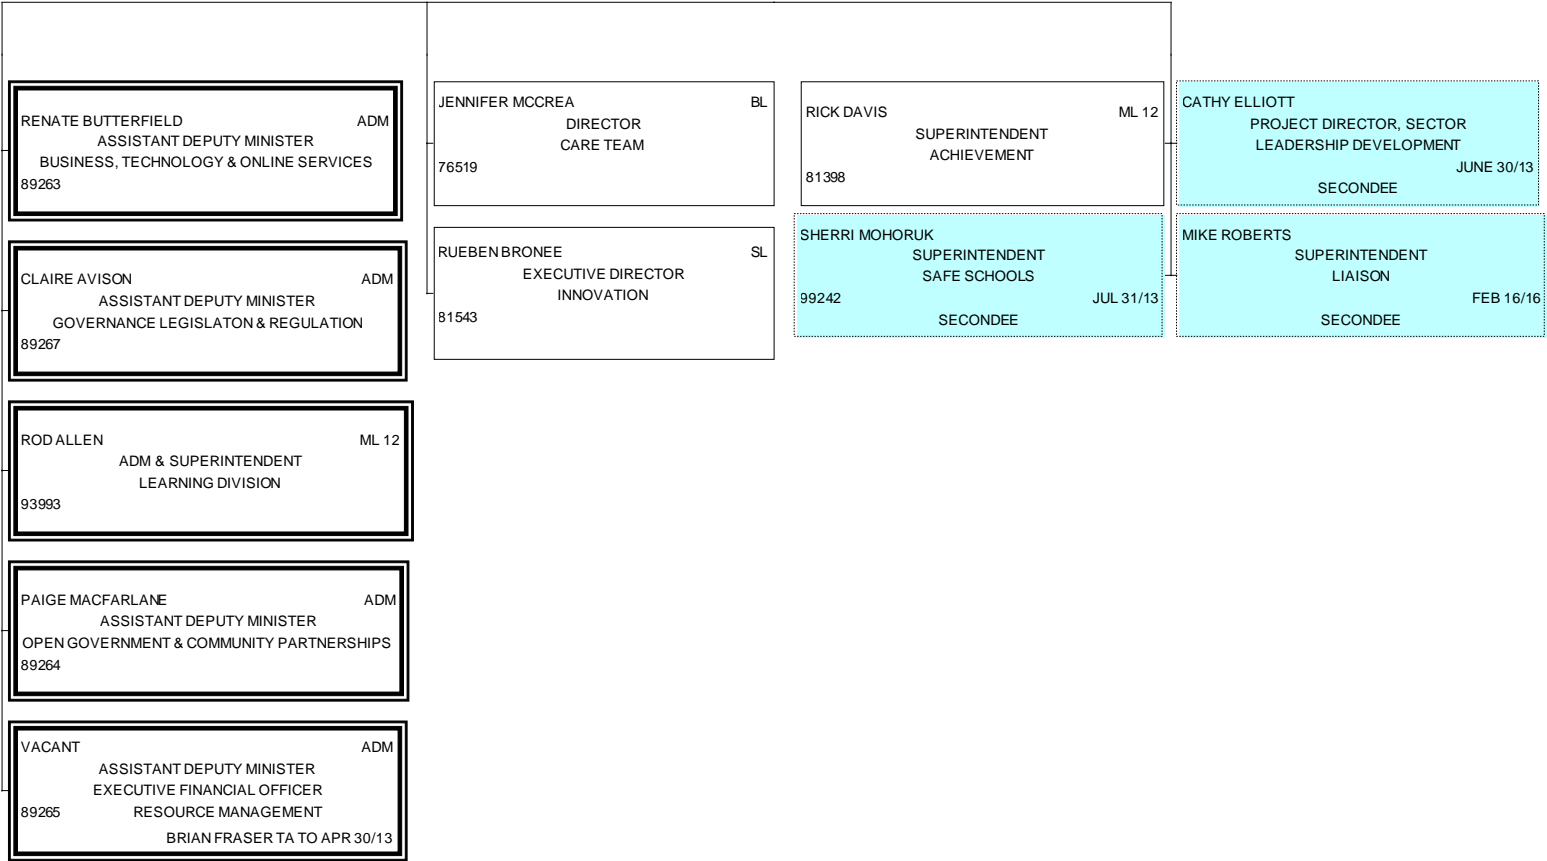 RENATE BUTTERFIELD ADM
ASSISTANT DEPUTY MINISTER
BUSINESS, TECHNOLOGY & ONLINE SERVICES
89263
CLAIRE AVISON ADM
ASSISTANT DEPUTY MINISTER
GOVERNANCE LEGISLATON & REGULATION
89267
ROD ALLEN ML 12
ADM & SUPERINTENDENT
LEARNING DIVISION
93993
PAIGE MACFARLANE ADM
ASSISTANT DEPUTY MINISTER
OPEN GOVERNMENT & COMMUNITY PARTNERSHIPS
89264
VACANT ADM
ASSISTANT DEPUTY MINISTER
EXECUTIVE FINANCIAL OFFICER
89265 RESOURCE MANAGEMENT
BRIAN FRASER TA TO APR 30/13
JENNIFER MCCREA BL
DIRECTOR
CARE TEAM
76519
RUEBEN BRONEE SL
EXECUTIVE DIRECTOR
INNOVATION
81543
RICK DAVIS ML 12
SUPERINTENDENT
ACHIEVEMENT
81398
SHERRI MOHORUK
SUPERINTENDENT
SAFE SCHOOLS
99242 JUL 31/13
SECONDEE
CATHY ELLIOTT
PROJECT DIRECTOR, SECTOR
LEADERSHIP DEVELOPMENT
JUNE 30/13
SECONDEE
MIKE ROBERTS
SUPERINTENDENT
LIAISON
FEB 16/16
SECONDEE